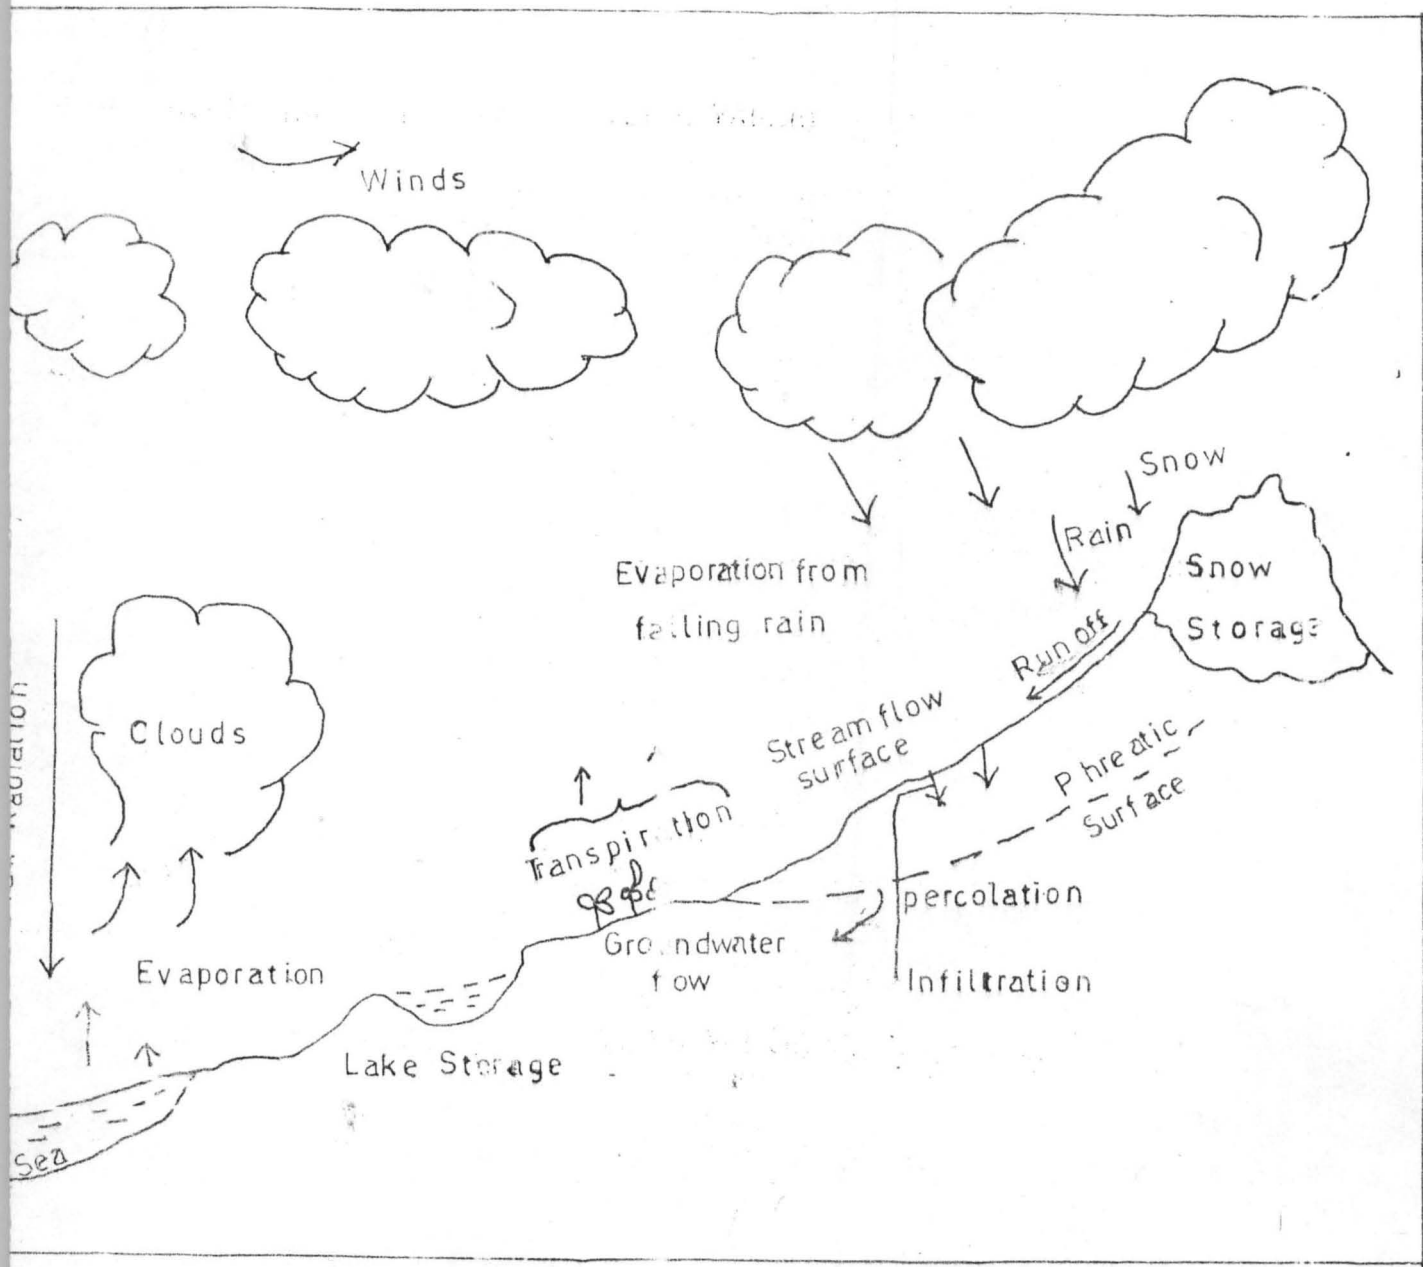 Winds
Snow
Rain
Snow
Storage
Evaporation from
falling rain
Run off
Stream flow
surface
Phreatic
Surface
Clouds
Transpiration
percolation
Groundwater
flow
Infiltration
Evaporation
Lake Storage
Sea